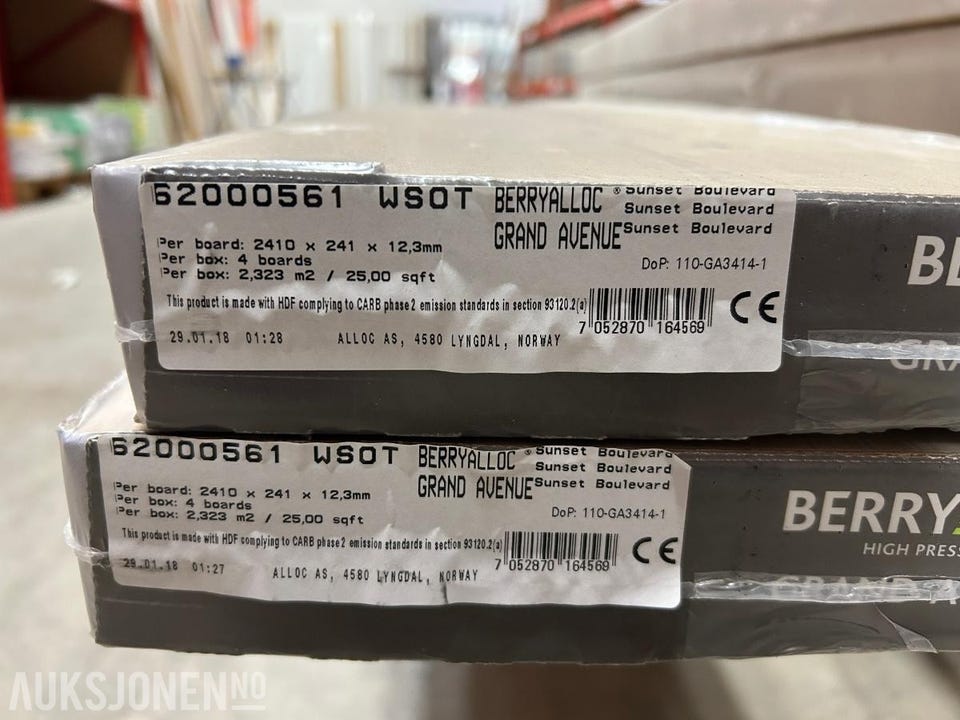 62000561 WSOT BERRYALLOC® Sunset Boulevard
Sunset Boulevard
GRAND AVENUE Sunset Boulevard
Per board: 2410 x 241 x 12,3mm
Per box: 4 boards
Per box: 2,323 m2 / 25,00 sqft
DoP: 110-GA3414-1
This product is made with HDF complying to CARB phase 2 emission standards in section 93120.2(a)
7 052870 164569
CE
29.01.18 01:28 ALLOC AS, 4580 LYNGDAL, NORWAY
BE
GRA
62000561 WSOT BERRYALLOC® Sunset Boulevard
Sunset Boulevard
GRAND AVENUE Sunset Boulevard
Per board: 2410 x 241 x 12,3mm
Per box: 4 boards
Per box: 2,323 m2 / 25,00 sqft
DoP: 110-GA3414-1
This product is made with HDF complying to CARB phase 2 emission standards in section 93120.2(a)
7 052870 164569
CE
29.01.18 01:27 ALLOC AS, 4580 LYNGDAL, NORWAY
BERRY
HIGH PRESS
GRAND A
AUKSJONEN NO